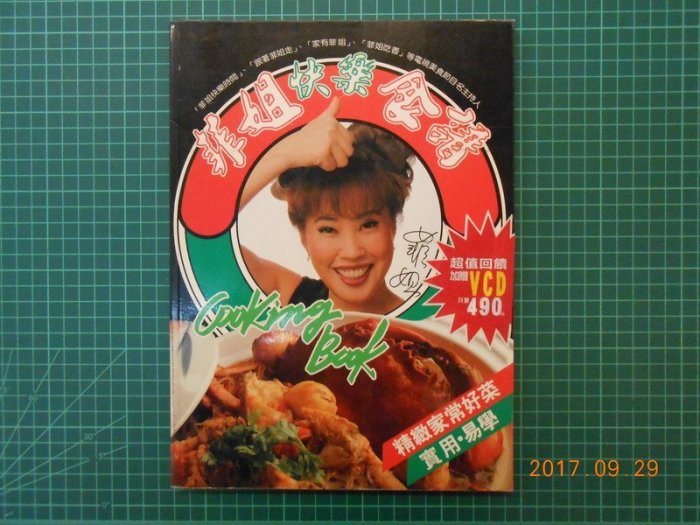 「菲姐快樂時間」、「跟著菲姐走」、「家有菲姐」、「菲姐吃香」等電視美食節目名主持人
菲姐快樂食譜
菲姐
超值回饋
加贈VCD
只要490元
Cooking
Book
精緻家常好菜
實用·易學
2017.09.29